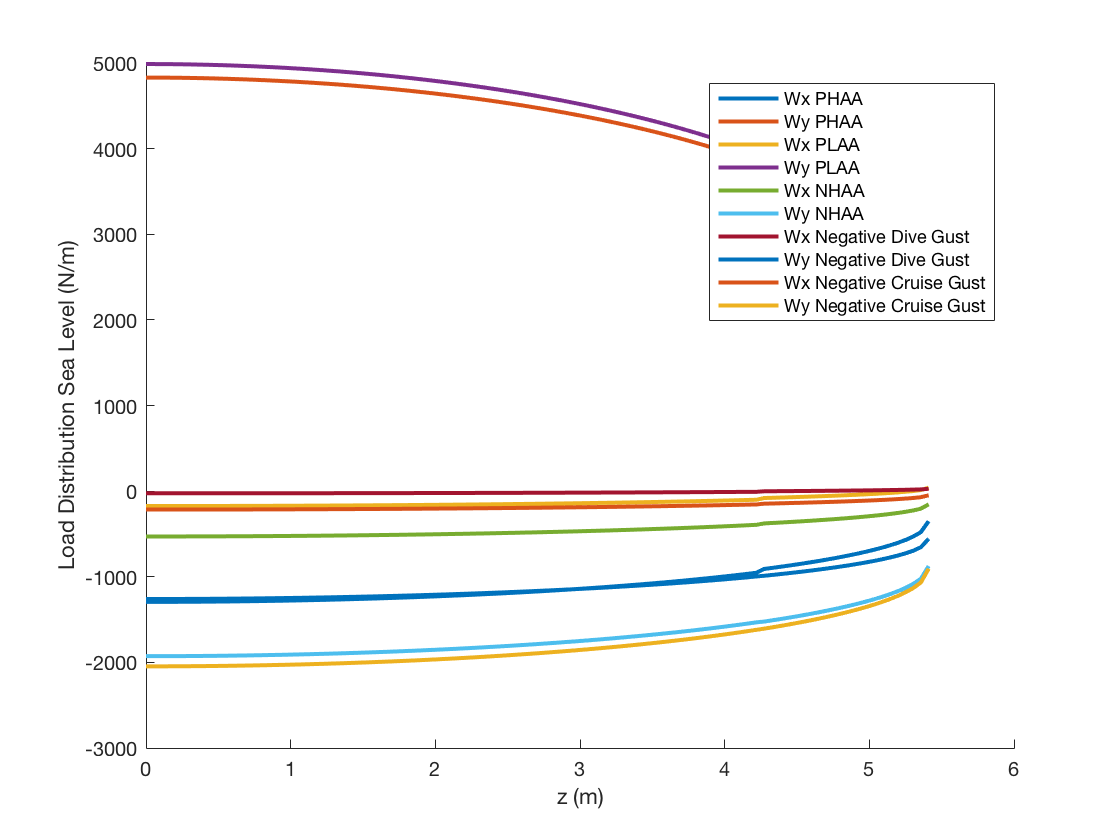 5000
4000
3000
2000
1000
0
-1000
-2000
-3000
Load Distribution Sea Level (N/m)
Wx PHAA
Wy PHAA
Wx PLAA
Wy PLAA
Wx NHAA
Wy NHAA
Wx Negative Dive Gust
Wy Negative Dive Gust
Wx Negative Cruise Gust
Wy Negative Cruise Gust
0 1 2 3 4 5 6
z (m)